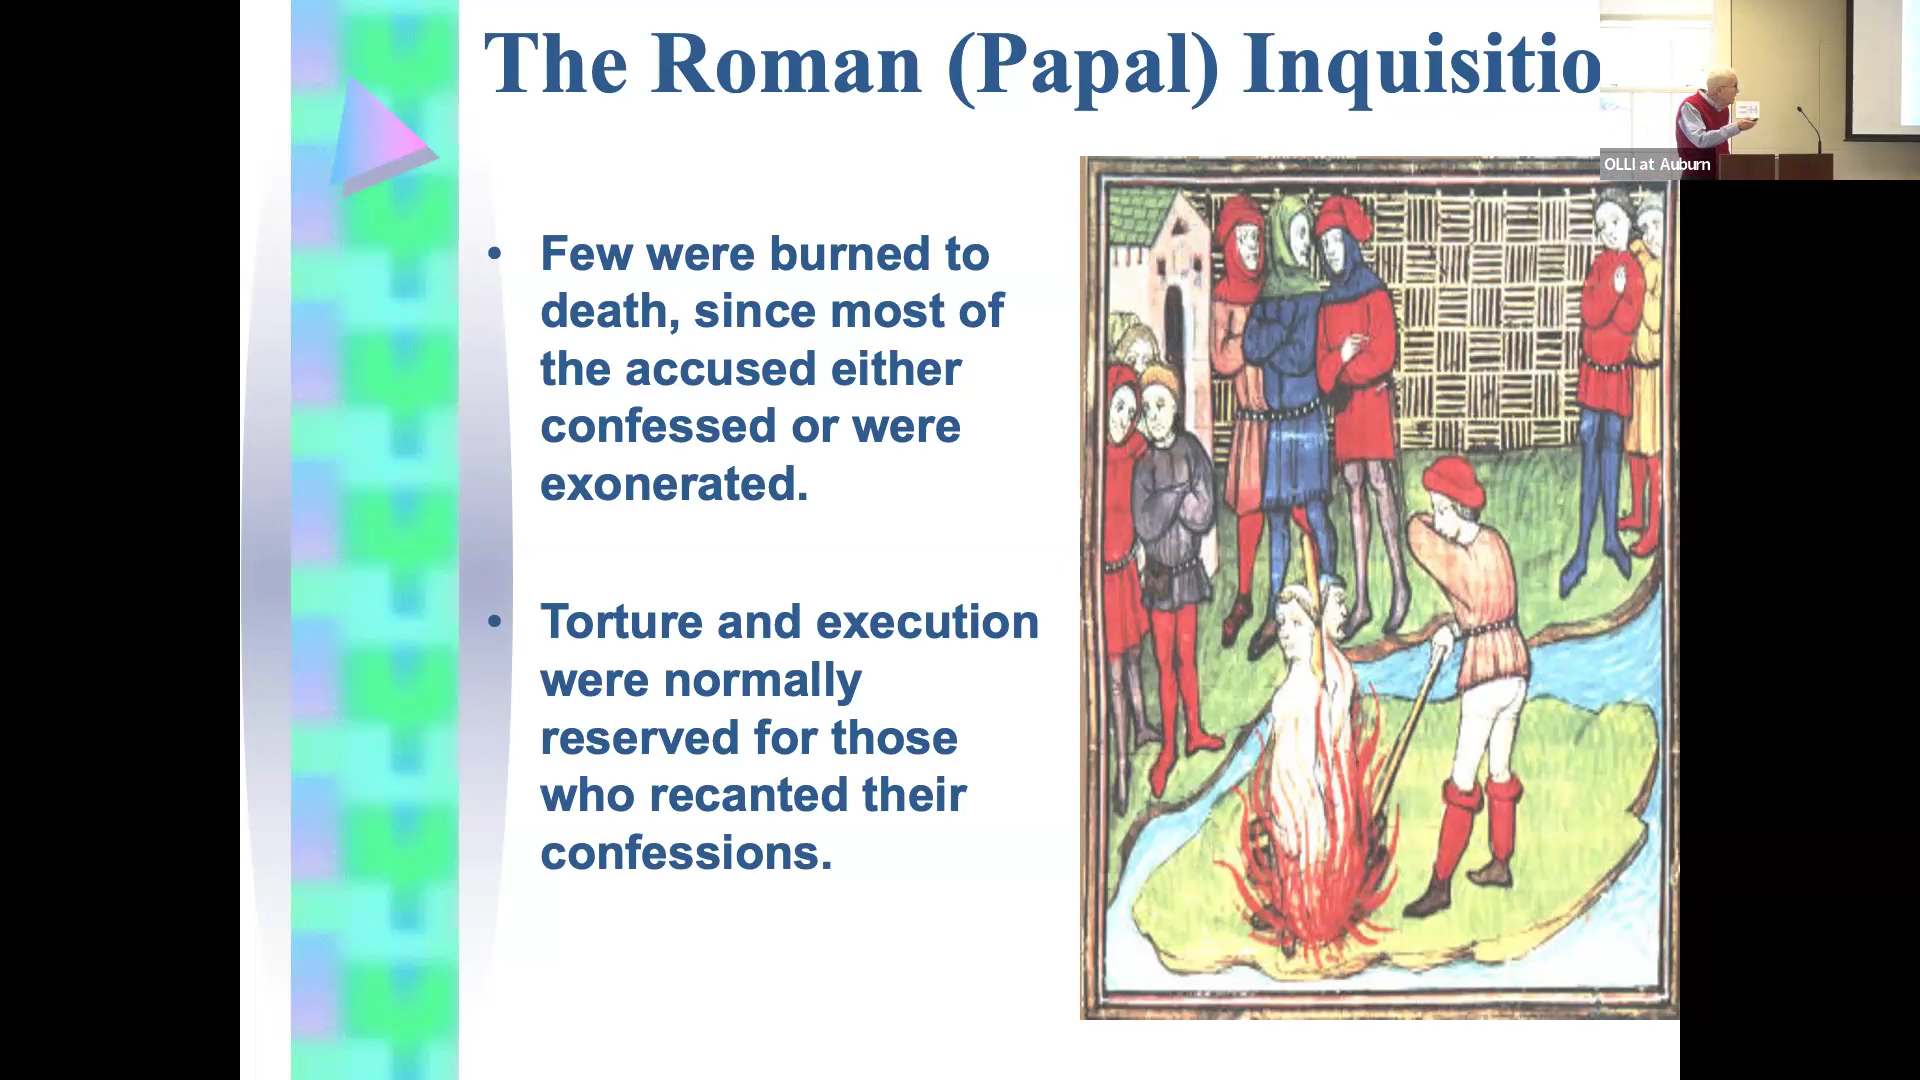 The Roman (Papal) Inquisitio
OLLI at Auburn
• Few were burned to
death, since most of
the accused either
confessed or were
exonerated.
• Torture and execution
were normally
reserved for those
who recanted their
confessions.